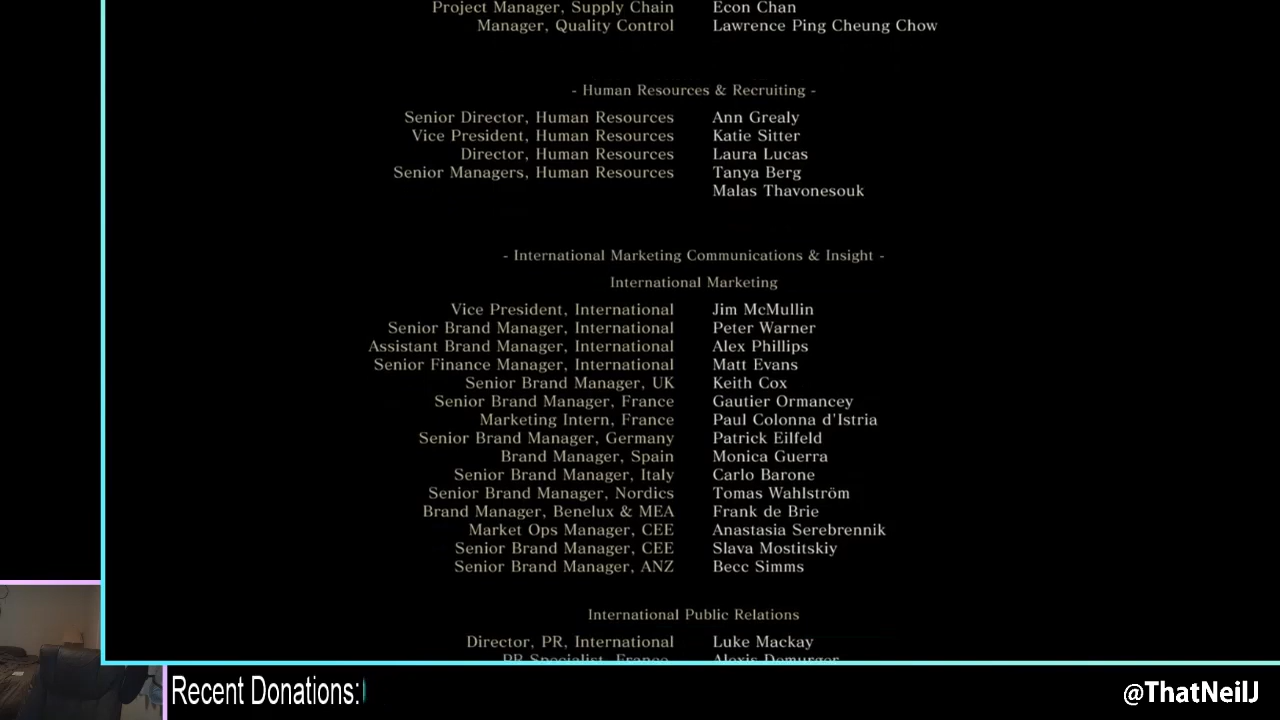 Project Manager, Supply Chain Econ Chan
Manager, Quality Control Lawrence Ping Cheung Chow
- Human Resources & Recruiting -
Senior Director, Human Resources Ann Grealy
Vice President, Human Resources Katie Sitter
Director, Human Resources Laura Lucas
Senior Managers, Human Resources Tanya Berg
Malas Thavonesouk
- International Marketing Communications & Insight -
International Marketing
Vice President, International Jim McMullin
Senior Brand Manager, International Peter Warner
Assistant Brand Manager, International Alex Phillips
Senior Finance Manager, International Matt Evans
Senior Brand Manager, UK Keith Cox
Senior Brand Manager, France Gautier Ormancey
Marketing Intern, France Paul Colonna d'Istria
Senior Brand Manager, Germany Patrick Eilfeld
Brand Manager, Spain Monica Guerra
Senior Brand Manager, Italy Carlo Barone
Senior Brand Manager, Nordics Tomas Wahlström
Brand Manager, Benelux & MEA Frank de Brie
Market Ops Manager, CEE Anastasia Serebrennik
Senior Brand Manager, CEE Slava Mostitskiy
Senior Brand Manager, ANZ Becc Simms
International Public Relations
Director, PR, International Luke Mackay
PR Specialist, France Alexis Demurger
Recent Donations:
@ThatNeilJ